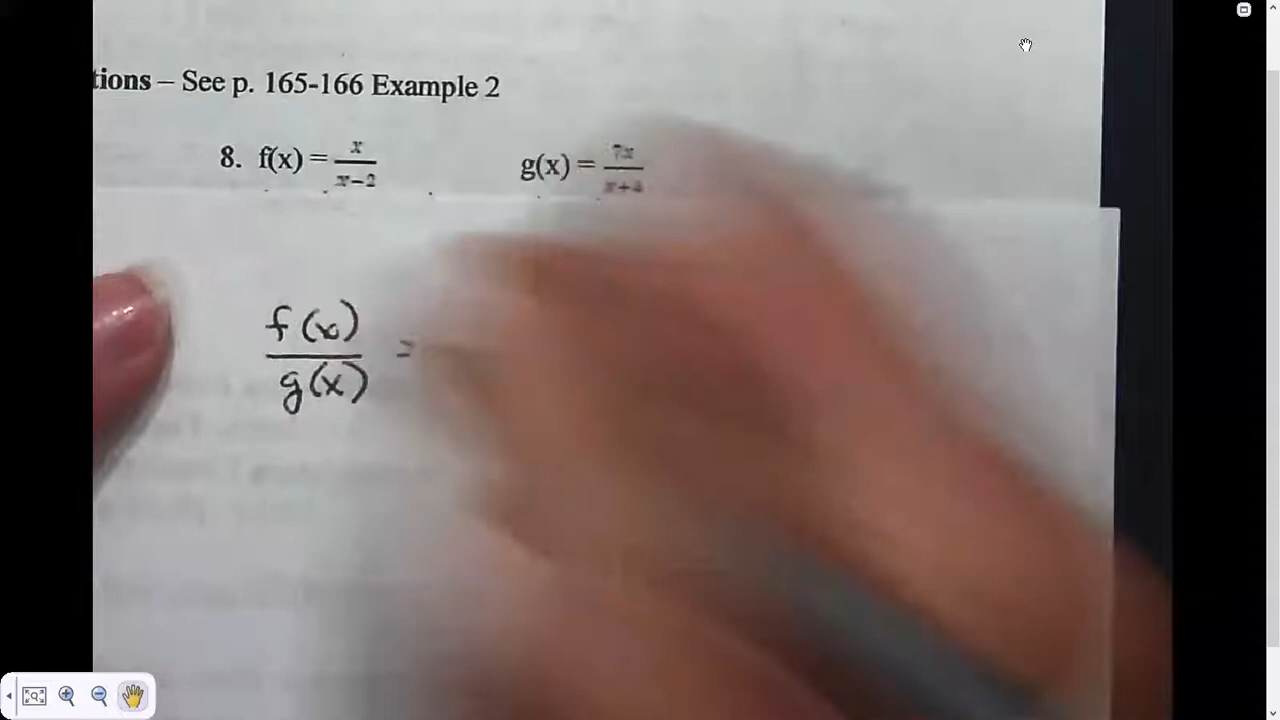 tions – See p. 165-166 Example 2
8. f(x) = x/(x−2) g(x) = 7x/(x+4)
f(x)/g(x) =